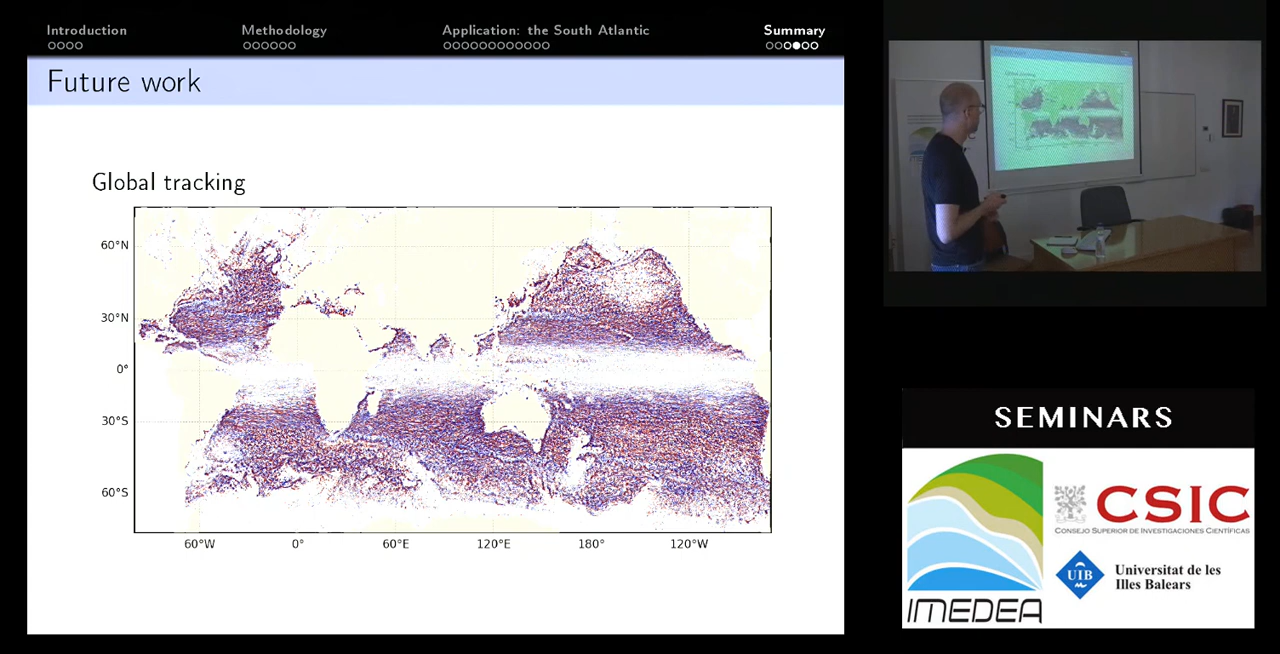 Introduction
Methodology
Application: the South Atlantic
Summary
Future work
Global tracking
60°N
30°N
0°
30°S
60°S
60°W
0°
60°E
120°E
180°
120°W
SEMINARS
IMEDEA
CSIC
CONSEJO SUPERIOR DE INVESTIGACIONES CIENTÍFICAS
UIB
Universitat de les
Illes Balears